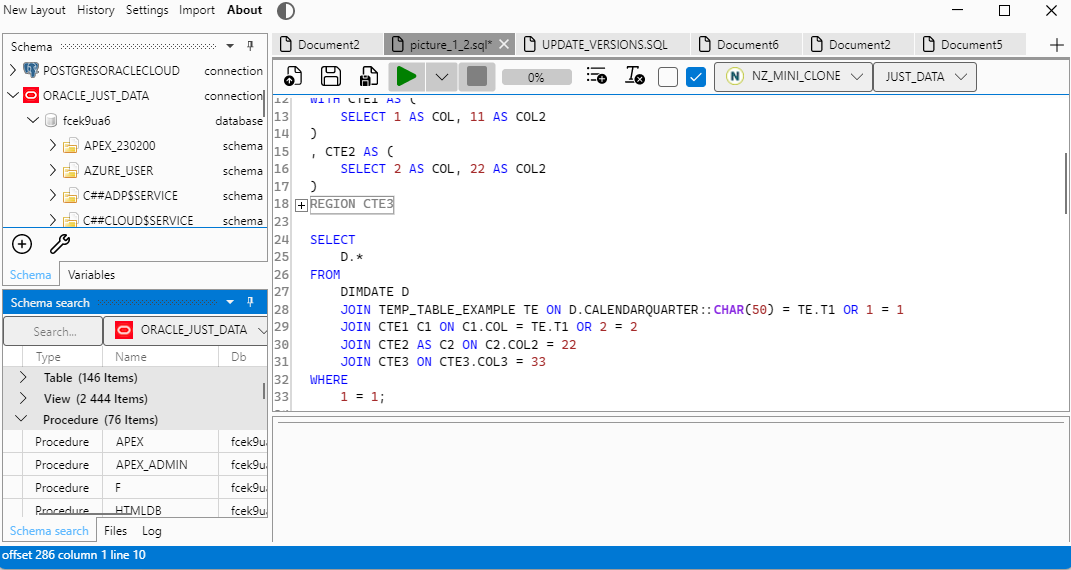 New Layout History Settings Import About
Schema
POSTGRESORACLECLOUD connection
ORACLE_JUST_DATA connection
fcek9ua6 database
APEX_230200 schema
AZURE_USER schema
C##ADP$SERVICE schema
C##CLOUD$SERVICE schema
Schema Variables
Schema search
Search... ORACLE_JUST_DATA
Type Name Db
Table (146 Items)
View (2 444 Items)
Procedure (76 Items)
Procedure APEX fcek9ua
Procedure APEX_ADMIN fcek9ua
Procedure F fcek9ua
Procedure HTMLDB fcek9ua
Schema search Files Log
Document2 picture_1_2.sql* UPDATE_VERSIONS.SQL Document6 Document2 Document5
0% N NZ_MINI_CLONE JUST_DATA
12 WITH CTE1 AS (
13 SELECT 1 AS COL, 11 AS COL2
14 )
15 , CTE2 AS (
16 SELECT 2 AS COL, 22 AS COL2
17 )
18 REGION CTE3
23
24 SELECT
25 D.*
26 FROM
27 DIMDATE D
28 JOIN TEMP_TABLE_EXAMPLE TE ON D.CALENDARQUARTER::CHAR(50) = TE.T1 OR 1 = 1
29 JOIN CTE1 C1 ON C1.COL = TE.T1 OR 2 = 2
30 JOIN CTE2 AS C2 ON C2.COL2 = 22
31 JOIN CTE3 ON CTE3.COL3 = 33
32 WHERE
33 1 = 1;
offset 286 column 1 line 10